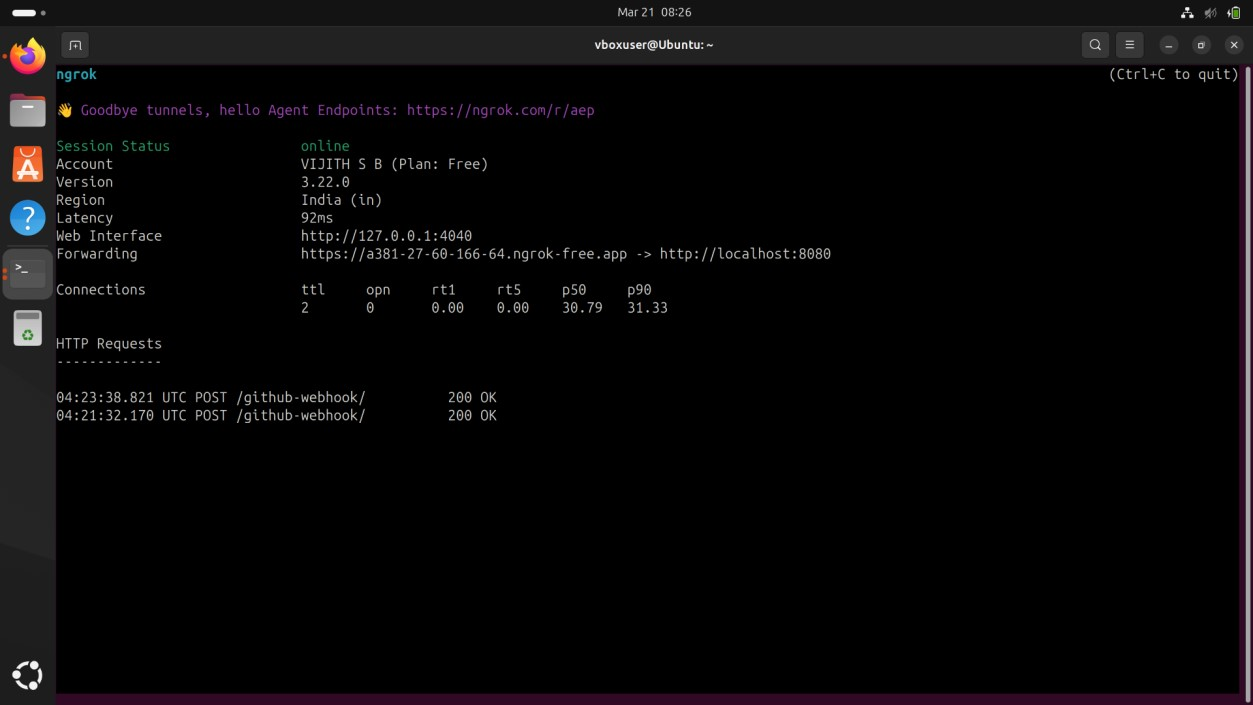 Mar 21 08:26
vboxuser@Ubuntu: ~
ngrok (Ctrl+C to quit)
👋 Goodbye tunnels, hello Agent Endpoints: https://ngrok.com/r/aep
Session Status online
Account VIJITH S B (Plan: Free)
Version 3.22.0
Region India (in)
Latency 92ms
Web Interface http://127.0.0.1:4040
Forwarding https://a381-27-60-166-64.ngrok-free.app -> http://localhost:8080
Connections ttl opn rt1 rt5 p50 p90
2 0 0.00 0.00 30.79 31.33
HTTP Requests
-------------
04:23:38.821 UTC POST /github-webhook/ 200 OK
04:21:32.170 UTC POST /github-webhook/ 200 OK